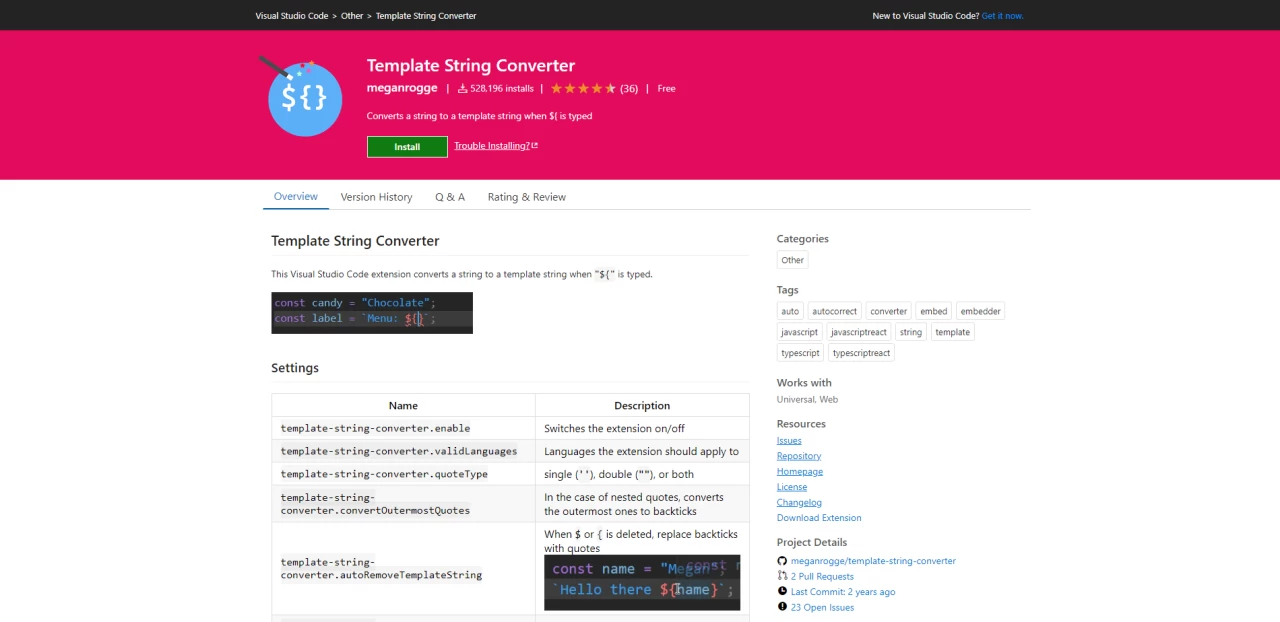 Visual Studio Code > Other > Template String Converter
New to Visual Studio Code? Get it now.
${}
Template String Converter
meganrogge | 528,196 installs | (36) | Free
Converts a string to a template string when ${ is typed
Install Trouble Installing?
Overview Version History Q & A Rating & Review
Template String Converter
This Visual Studio Code extension converts a string to a template string when "${" is typed.
const candy = "Chocolate";
const label = `Menu: ${}`;
Settings
Name Description
template-string-converter.enable Switches the extension on/off
template-string-converter.validLanguages Languages the extension should apply to
template-string-converter.quoteType single (''), double (""), or both
template-string-
converter.convertOutermostQuotes
In the case of nested quotes, converts
the outermost ones to backticks
template-string-
converter.autoRemoveTemplateString
When $ or { is deleted, replace backticks
with quotes
const name = "Megan";
`Hello there ${name}`;
Categories
Other
Tags
auto autocorrect converter embed embedder
javascript javascriptreact string template
typescript typescriptreact
Works with
Universal, Web
Resources
Issues
Repository
Homepage
License
Changelog
Download Extension
Project Details
meganrogge/template-string-converter
2 Pull Requests
Last Commit: 2 years ago
23 Open Issues